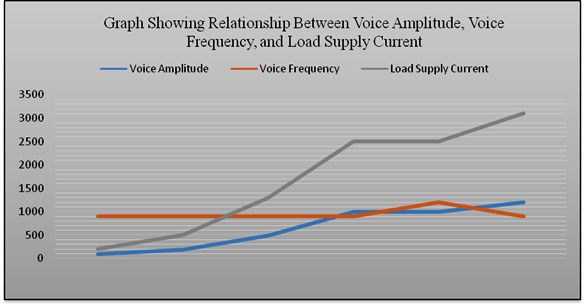 Graph Showing Relationship Between Voice Amplitude, Voice
Frequency, and Load Supply Current
Voice Amplitude Voice Frequency Load Supply Current
3500
3000
2500
2000
1500
1000
500
0